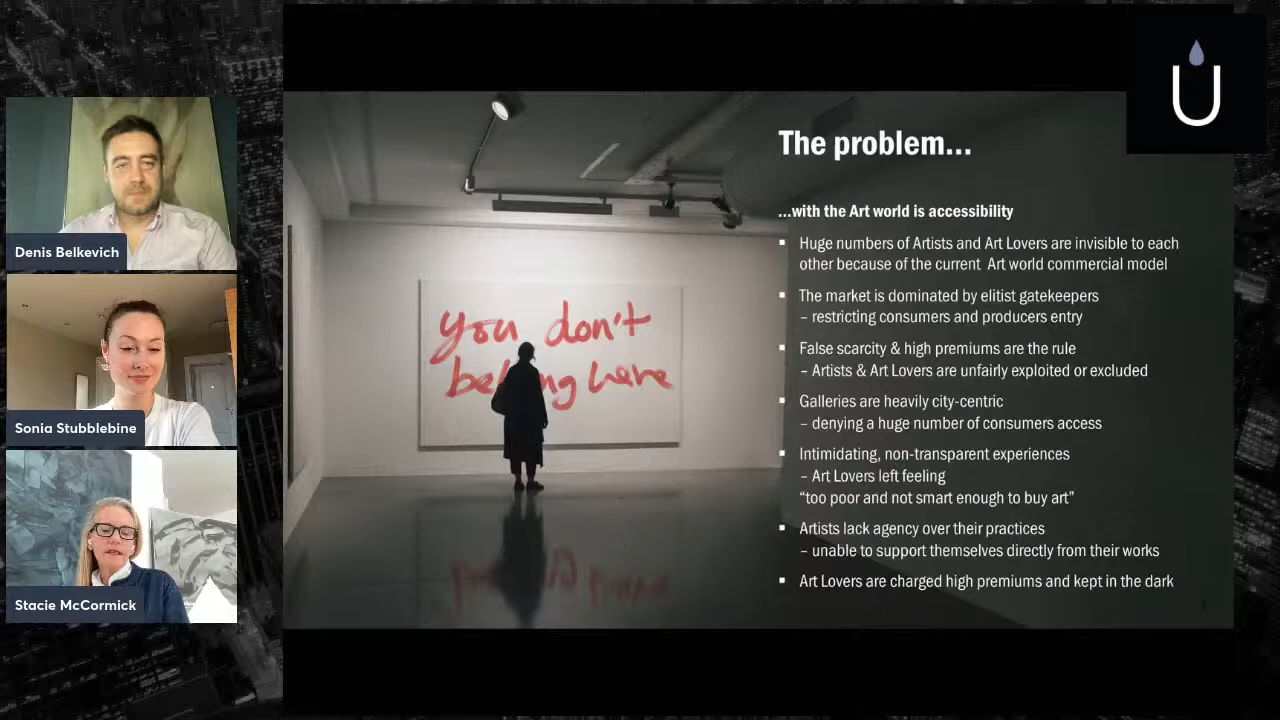 Denis Belkevich
Sonia Stubblebine
Stacie McCormick
U
you don't
belong here
The problem...
...with the Art world is accessibility
▪ Huge numbers of Artists and Art Lovers are invisible to each
other because of the current Art world commercial model
▪ The market is dominated by elitist gatekeepers
– restricting consumers and producers entry
▪ False scarcity & high premiums are the rule
– Artists & Art Lovers are unfairly exploited or excluded
▪ Galleries are heavily city-centric
– denying a huge number of consumers access
▪ Intimidating, non-transparent experiences
– Art Lovers left feeling
“too poor and not smart enough to buy art”
▪ Artists lack agency over their practices
– unable to support themselves directly from their works
▪ Art Lovers are charged high premiums and kept in the dark